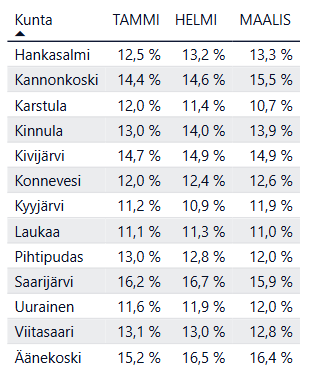 Kunta TAMMI HELMI MAALIS
Hankasalmi 12,5 % 13,2 % 13,3 %
Kannonkoski 14,4 % 14,6 % 15,5 %
Karstula 12,0 % 11,4 % 10,7 %
Kinnula 13,0 % 14,0 % 13,9 %
Kivijärvi 14,7 % 14,9 % 14,9 %
Konnevesi 12,0 % 12,4 % 12,6 %
Kyyjärvi 11,2 % 10,9 % 11,9 %
Laukaa 11,1 % 11,3 % 11,0 %
Pihtipudas 13,0 % 12,8 % 12,0 %
Saarijärvi 16,2 % 16,7 % 15,9 %
Uurainen 11,6 % 11,9 % 12,0 %
Viitasaari 13,1 % 13,0 % 12,8 %
Äänekoski 15,2 % 16,5 % 16,4 %